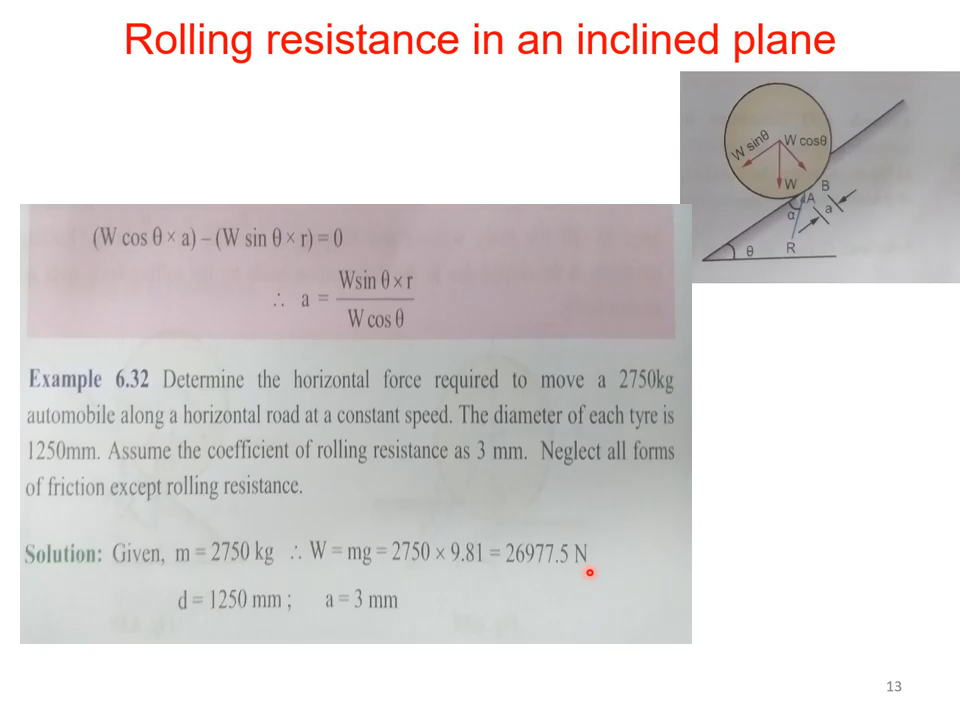 Rolling resistance in an inclined plane
W sinθ
W cosθ
W
B
A
α
a
θ
R
(W cos θ × a) – (W sin θ × r) = 0
∴ a = Wsin θ × r
W cos θ
Example 6.32 Determine the horizontal force required to move a 2750kg
automobile along a horizontal road at a constant speed. The diameter of each tyre is
1250mm. Assume the coefficient of rolling resistance as 3 mm. Neglect all forms
of friction except rolling resistance.
Solution: Given, m = 2750 kg ∴ W = mg = 2750 × 9.81 = 26977.5 N
d = 1250 mm ; a = 3 mm
13